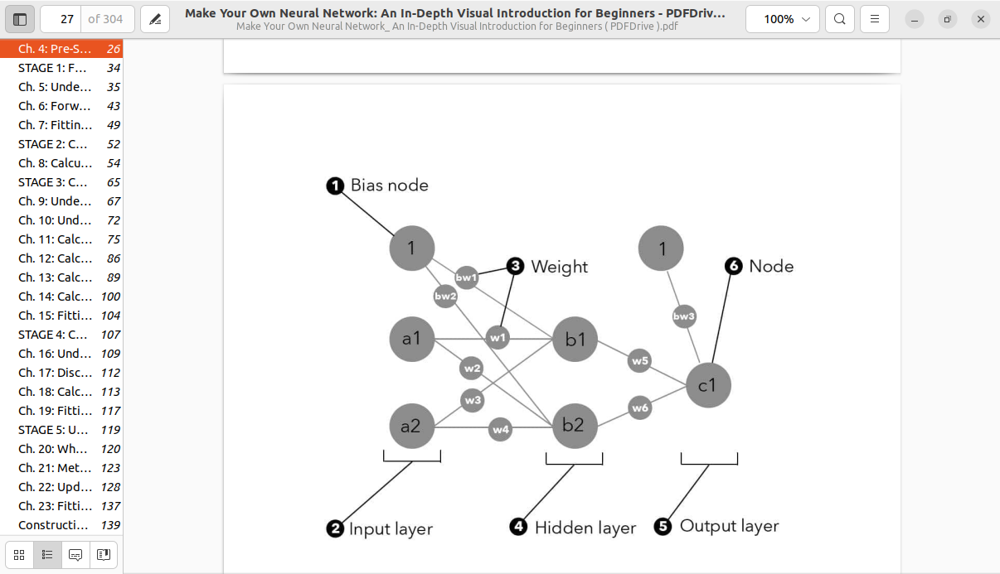 27 of 304
Make Your Own Neural Network: An In-Depth Visual Introduction for Beginners - PDFDriv...
Make Your Own Neural Network_ An In-Depth Visual Introduction for Beginners ( PDFDrive ).pdf
100%
Ch. 4: Pre-S... 26
STAGE 1: F... 34
Ch. 5: Unde... 35
Ch. 6: Forw... 43
Ch. 7: Fittin... 49
STAGE 2: C... 52
Ch. 8: Calcu... 54
STAGE 3: C... 65
Ch. 9: Unde... 67
Ch. 10: Und... 72
Ch. 11: Calc... 75
Ch. 12: Calc... 86
Ch. 13: Calc... 89
Ch. 14: Calc... 100
Ch. 15: Fitti... 104
STAGE 4: C... 107
Ch. 16: Und... 109
Ch. 17: Disc... 112
Ch. 18: Calc... 113
Ch. 19: Fitti... 117
STAGE 5: U... 119
Ch. 20: Wh... 120
Ch. 21: Met... 123
Ch. 22: Upd... 128
Ch. 23: Fitti... 137
Constructi... 139
1 Bias node
1
1
3 Weight
6 Node
bw1
bw2
bw3
a1
w1
b1
w5
w2
c1
w3
w6
a2
w4
b2
2 Input layer
4 Hidden layer
5 Output layer